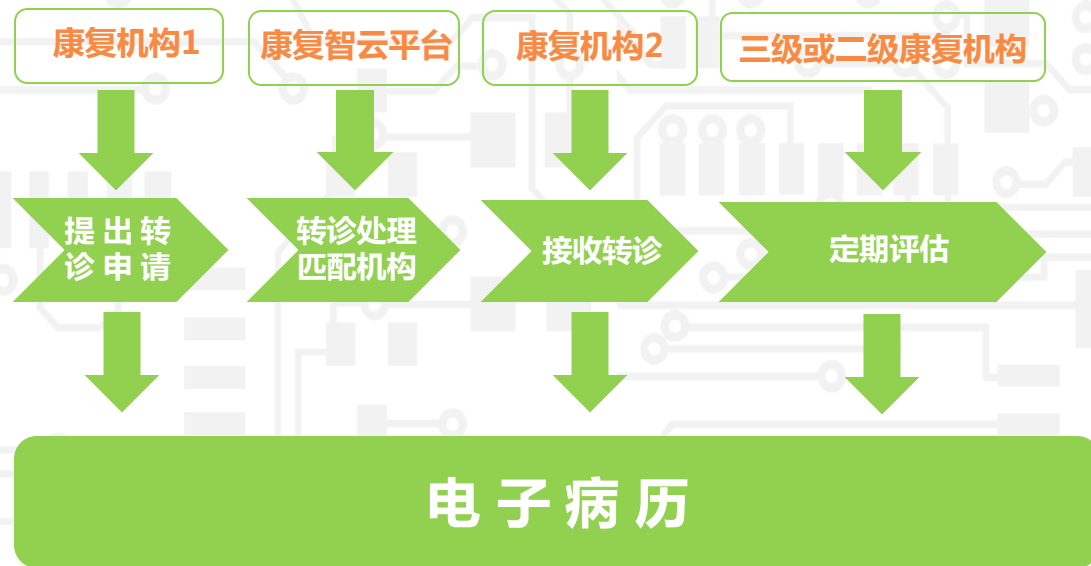 康复机构1
康复智云平台
康复机构2
三级或二级康复机构
提出转
诊申请
转诊处理
匹配机构
接收转诊
定期评估
电子病历